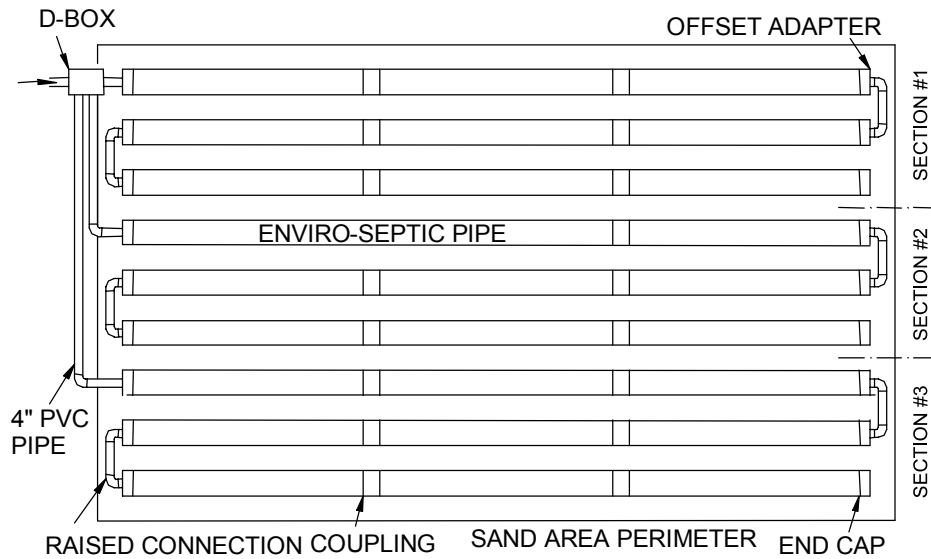 D-BOX
OFFSET ADAPTER
SECTION #1
ENVIRO-SEPTIC PIPE
SECTION #2
4" PVC
PIPE
SECTION #3
RAISED CONNECTION
COUPLING
SAND AREA PERIMETER
END CAP